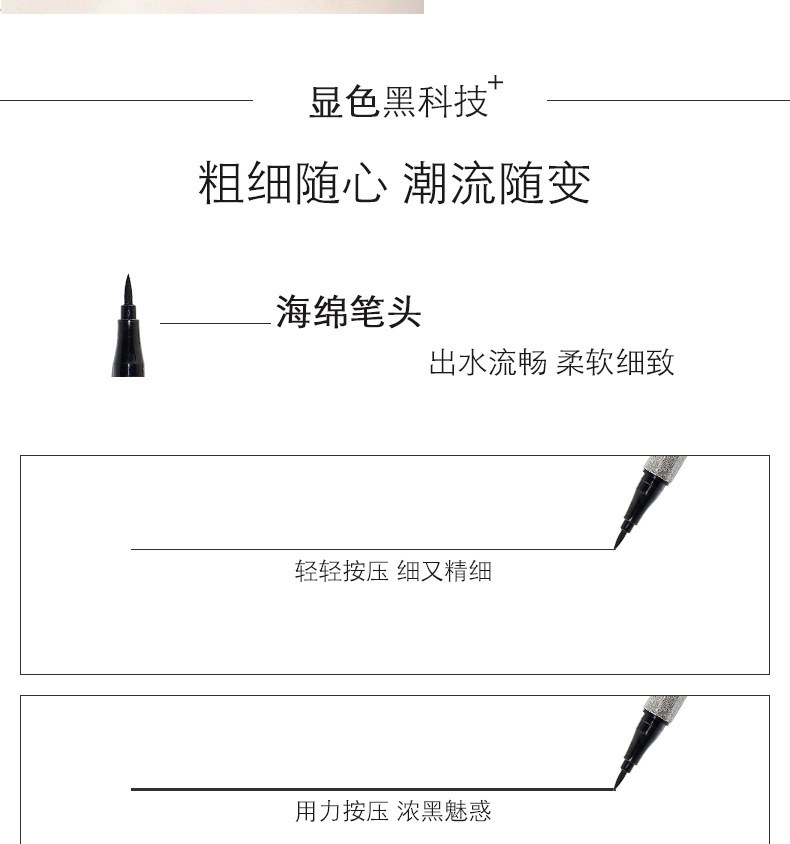 显色黑科技+
粗细随心 潮流随变
海绵笔头
出水流畅 柔软细致
轻轻按压 细又精细
用力按压 浓黑魅惑